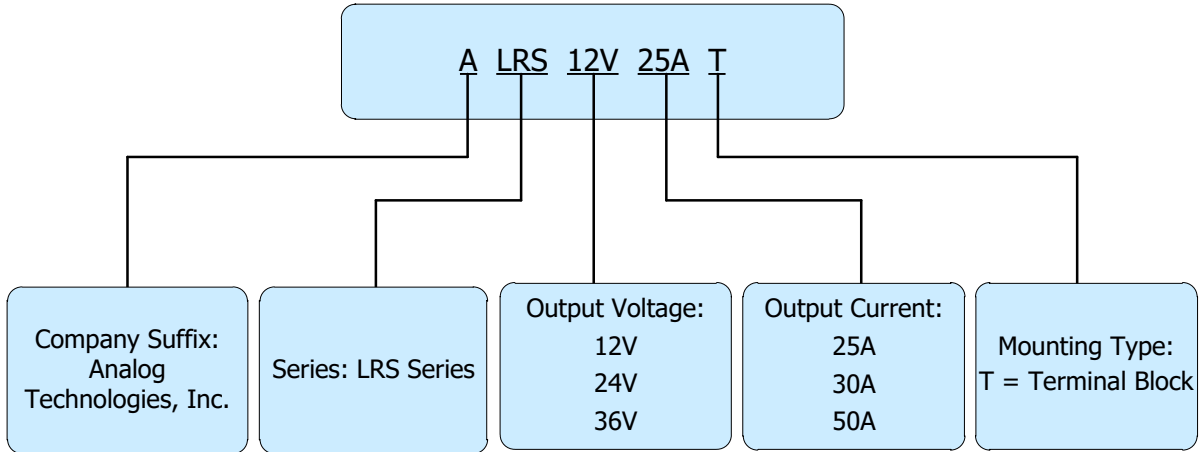 A LRS 12V 25A T
Company Suffix:
Analog
Technologies, Inc.
Series: LRS Series
Output Voltage:
12V
24V
36V
Output Current:
25A
30A
50A
Mounting Type:
T = Terminal Block